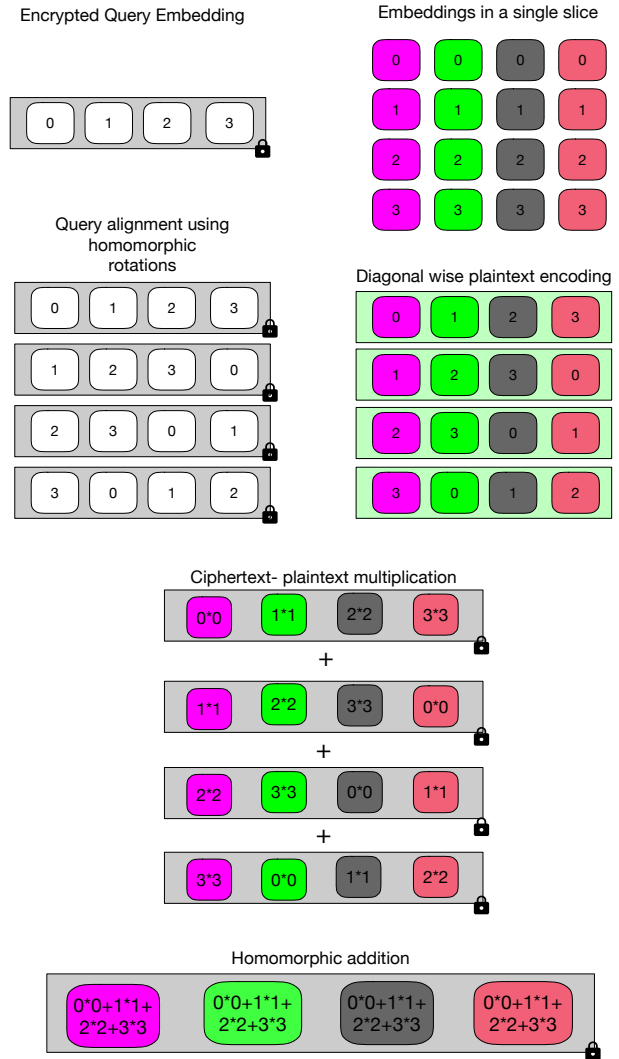 Encrypted Query Embedding
0 1 2 3
Embeddings in a single slice
0 0 0 0
1 1 1 1
2 2 2 2
3 3 3 3
Query alignment using
homomorphic
rotations
0 1 2 3
1 2 3 0
2 3 0 1
3 0 1 2
Diagonal wise plaintext encoding
0 1 2 3
1 2 3 0
2 3 0 1
3 0 1 2
Ciphertext- plaintext multiplication
0*0 1*1 2*2 3*3
+
1*1 2*2 3*3 0*0
+
2*2 3*3 0*0 1*1
+
3*3 0*0 1*1 2*2
Homomorphic addition
0*0+1*1+ 0*0+1*1+ 0*0+1*1+ 0*0+1*1+
2*2+3*3 2*2+3*3 2*2+3*3 2*2+3*3